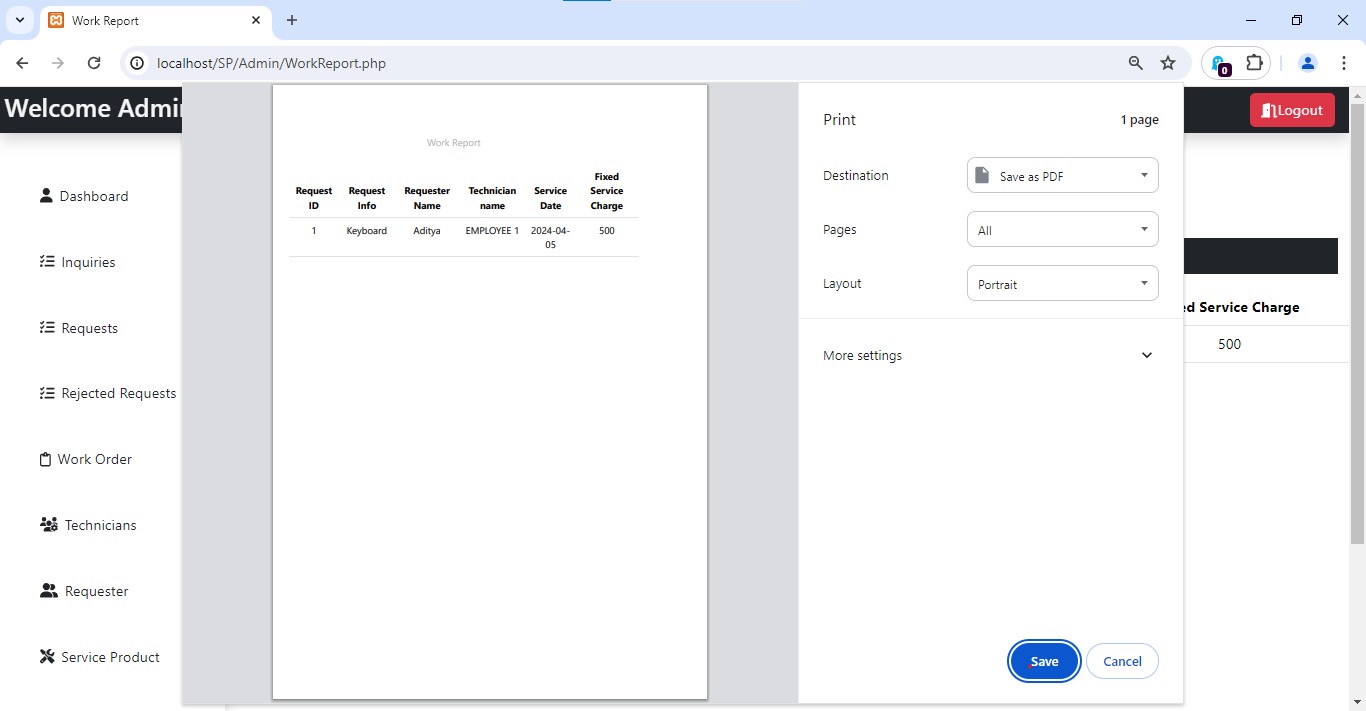 Work Report
localhost/SP/Admin/WorkReport.php
0
Welcome Admi
Logout
Dashboard
Inquiries
Requests
Rejected Requests
Work Order
Technicians
Requester
Service Product
Work Report
Request ID Request Info Requester Name Technician name Service Date Fixed Service Charge
1 Keyboard Aditya EMPLOYEE 1 2024-04-05 500
Print 1 page
Destination Save as PDF
Pages All
Layout Portrait
More settings
Save Cancel
ed Service Charge
500